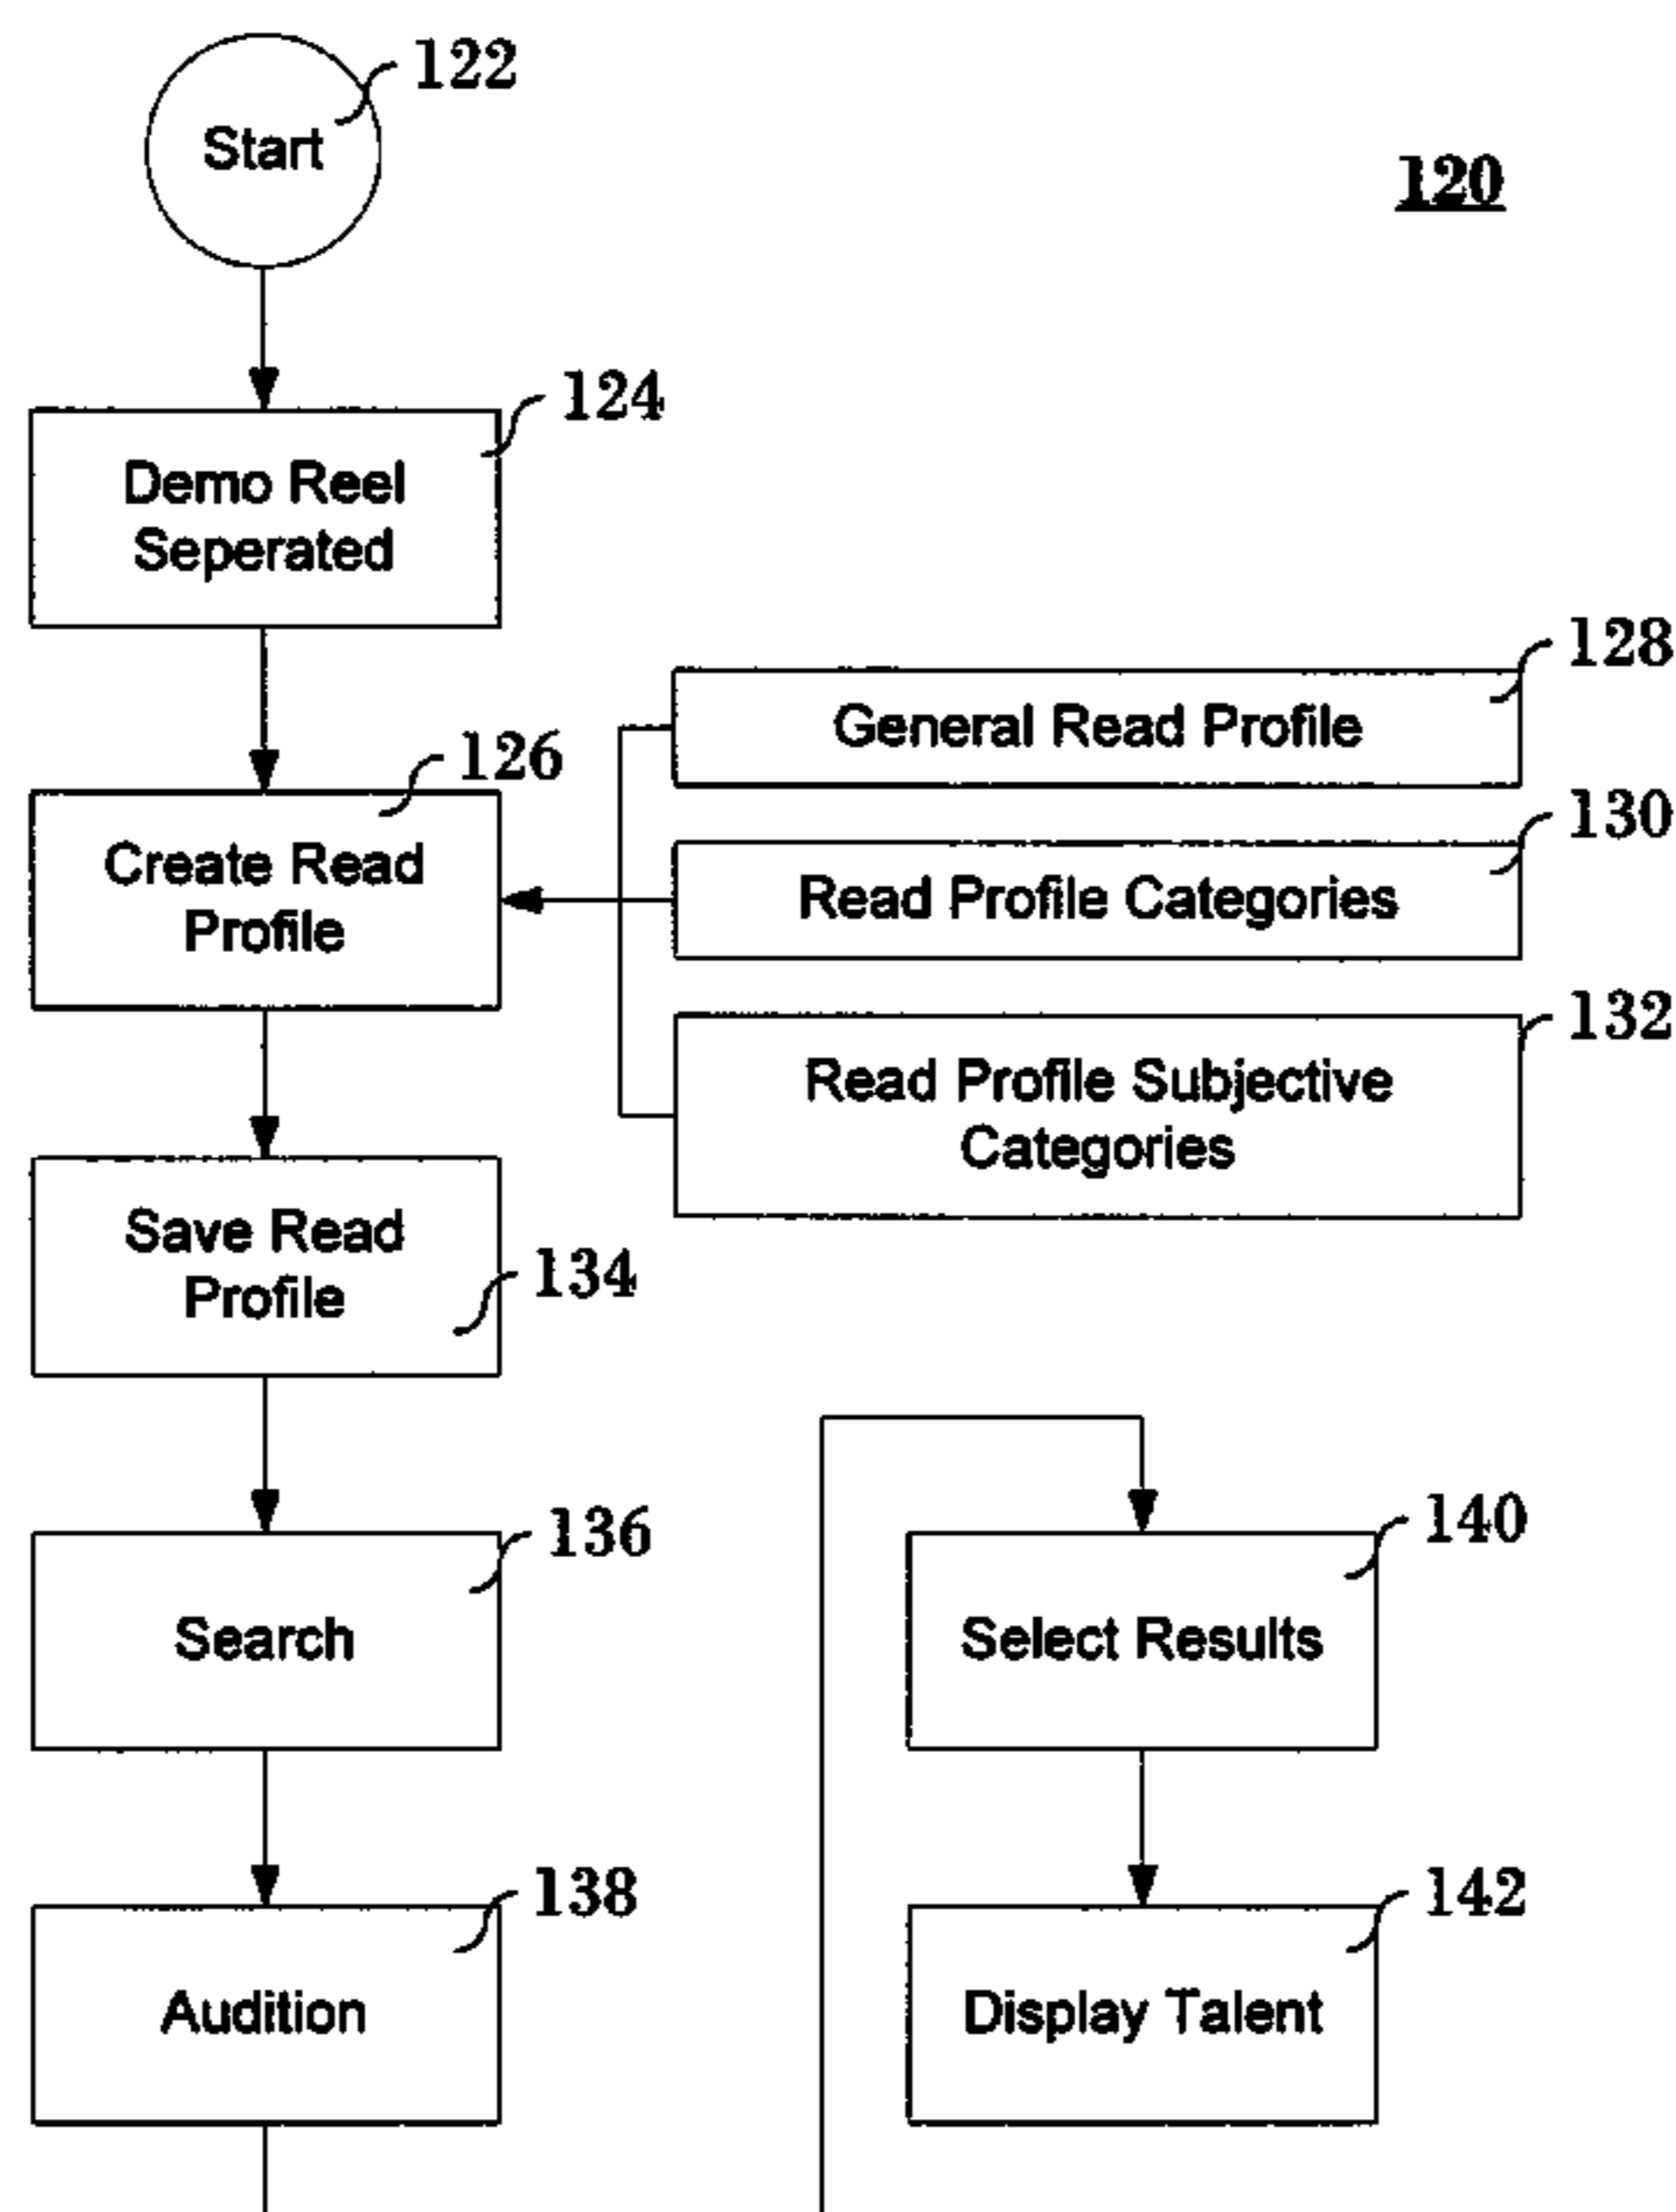 122
Start
120
124
Demo Reel
Seperated
128
General Read Profile
126
Create Read
Profile
130
Read Profile Categories
132
Read Profile Subjective
Categories
Save Read
Profile
134
136
Search
140
Select Results
138
Audition
142
Display Talent